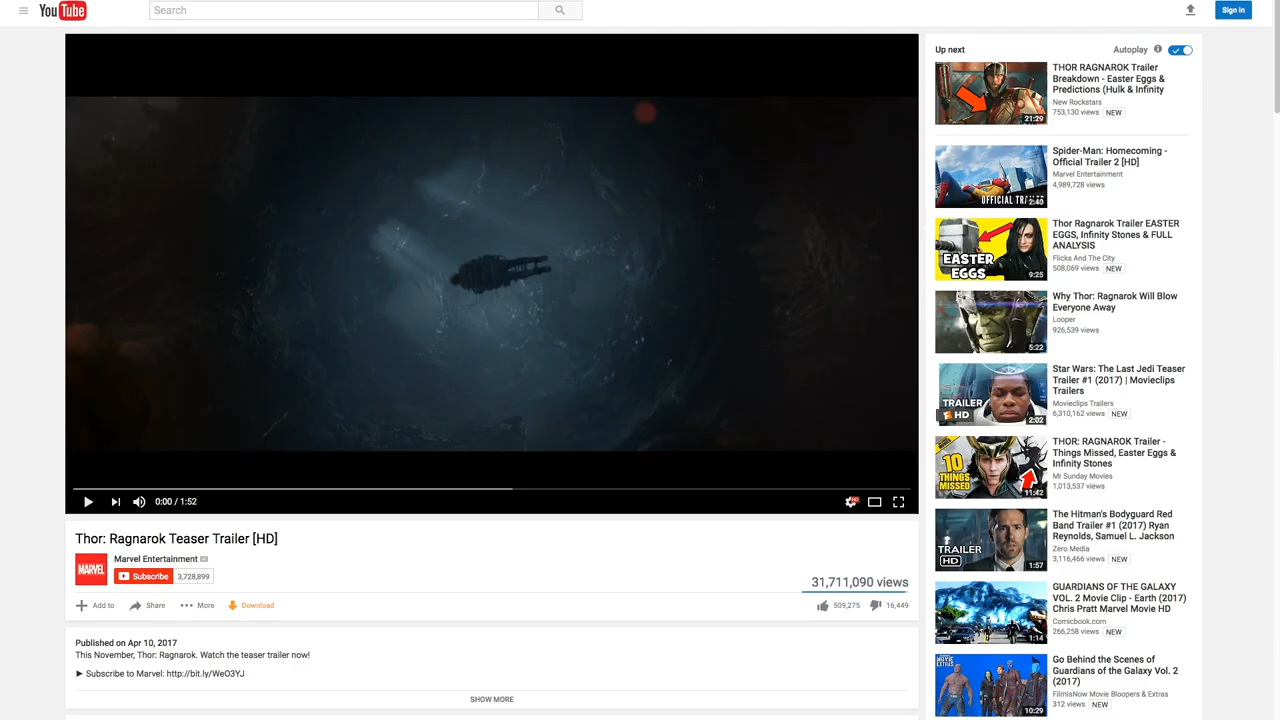 YouTube
Search
Sign in
0:00 / 1:52
HD
Thor: Ragnarok Teaser Trailer [HD]
MARVEL
Marvel Entertainment
Subscribe 3,728,899
31,711,090 views
Add to Share More Download
509,275 16,449
Published on Apr 10, 2017
This November, Thor: Ragnarok. Watch the teaser trailer now!
► Subscribe to Marvel: http://bit.ly/WeO3YJ
SHOW MORE
Up next
Autoplay
21:29
THOR RAGNAROK Trailer
Breakdown - Easter Eggs &
Predictions (Hulk & Infinity
New Rockstars
753,130 views NEW
OFFICIAL TRAILER
2:40
Spider-Man: Homecoming -
Official Trailer 2 [HD]
Marvel Entertainment
4,989,728 views
EASTER
EGGS
9:25
Thor Ragnarok Trailer EASTER
EGGS, Infinity Stones & FULL
ANALYSIS
Flicks And The City
508,069 views NEW
5:22
Why Thor: Ragnarok Will Blow
Everyone Away
Looper
926,539 views
TRAILER
HD
2:02
Star Wars: The Last Jedi Teaser
Trailer #1 (2017) | Movieclips
Trailers
Movieclips Trailers
6,310,162 views NEW
10
THINGS
MISSED
11:42
THOR: RAGNAROK Trailer -
Things Missed, Easter Eggs &
Infinity Stones
Mr Sunday Movies
1,013,537 views
TRAILER
HD
1:57
The Hitman's Bodyguard Red
Band Trailer #1 (2017) Ryan
Reynolds, Samuel L. Jackson
Zero Media
3,116,466 views NEW
1:14
GUARDIANS OF THE GALAXY
VOL. 2 Movie Clip - Earth (2017)
Chris Pratt Marvel Movie HD
Comicbook.com
266,258 views NEW
MOVIE
EXTRAS
10:29
Go Behind the Scenes of
Guardians of the Galaxy Vol. 2
(2017)
FilmIsNow Movie Bloopers & Extras
312 views NEW